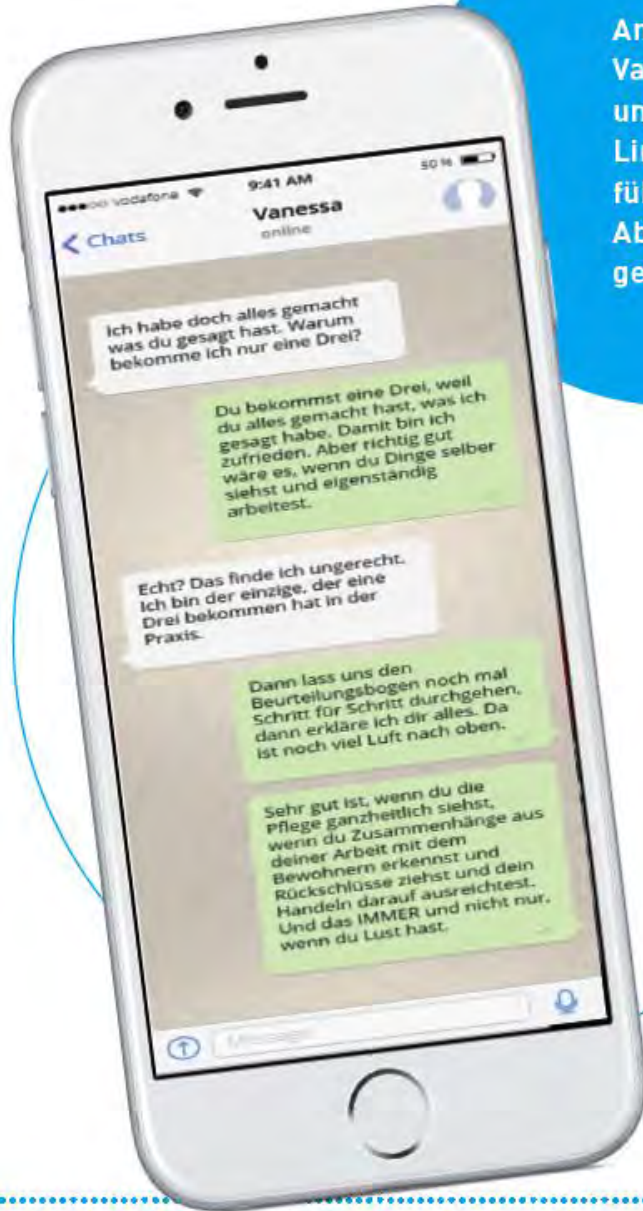 Ar
Va
un
Lir
fü
Ab
ge
vodafone
9:41 AM
50 %
Chats
Vanessa
online
Ich habe doch alles gemacht
was du gesagt hast. Warum
bekomme ich nur eine Drei?
Du bekommst eine Drei, weil
du alles gemacht hast, was ich
gesagt habe. Damit bin ich
zufrieden. Aber richtig gut
wäre es, wenn du Dinge selber
siehst und eigenständig
arbeitest.
Echt? Das finde ich ungerecht.
Ich bin der einzige, der eine
Drei bekommen hat in der
Praxis.
Dann lass uns den
Beurteilungsbogen noch mal
Schritt für Schritt durchgehen,
dann erkläre ich dir alles. Da
ist noch viel Luft nach oben.
Sehr gut ist, wenn du die
Pflege ganzheitlich siehst,
wenn du Zusammenhänge aus
deiner Arbeit mit dem
Bewohnern erkennst und
Rückschlüsse ziehst und dein
Handeln darauf ausreichtest.
Und das IMMER und nicht nur,
wenn du Lust hast.
Message